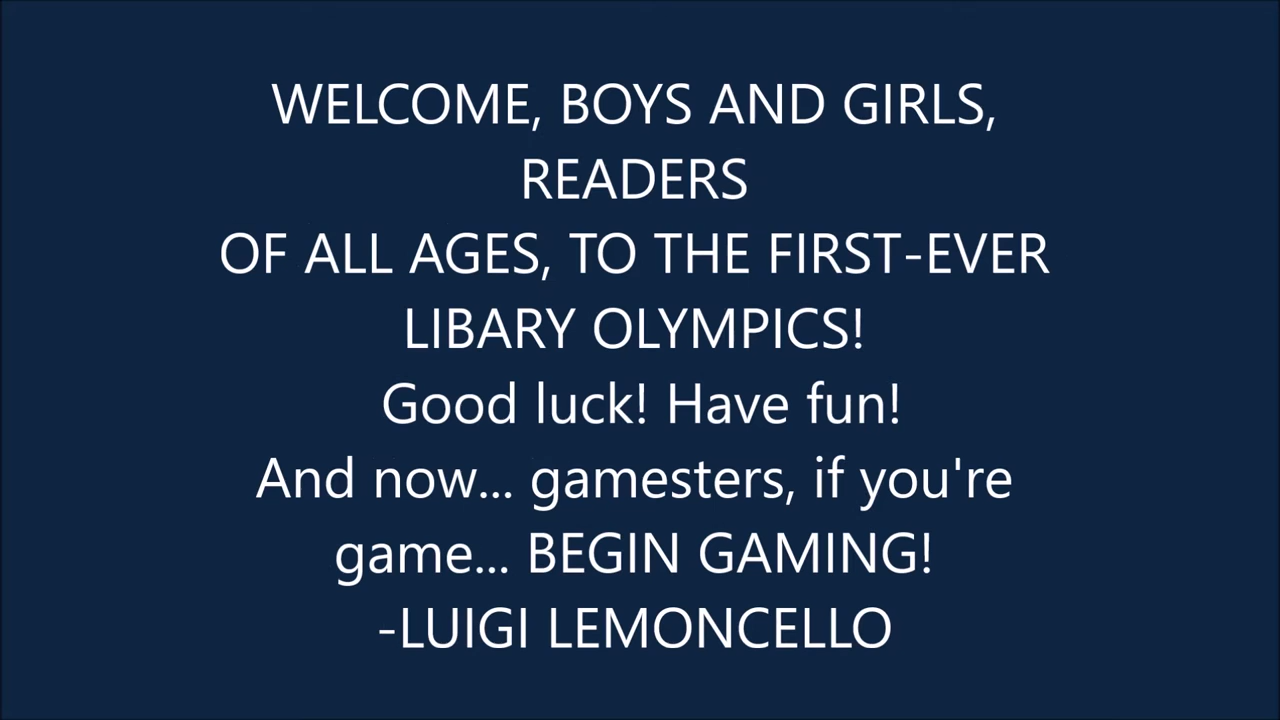 WELCOME, BOYS AND GIRLS,
READERS
OF ALL AGES, TO THE FIRST-EVER
LIBARY OLYMPICS!
Good luck! Have fun!
And now... gamesters, if you're
game... BEGIN GAMING!
-LUIGI LEMONCELLO